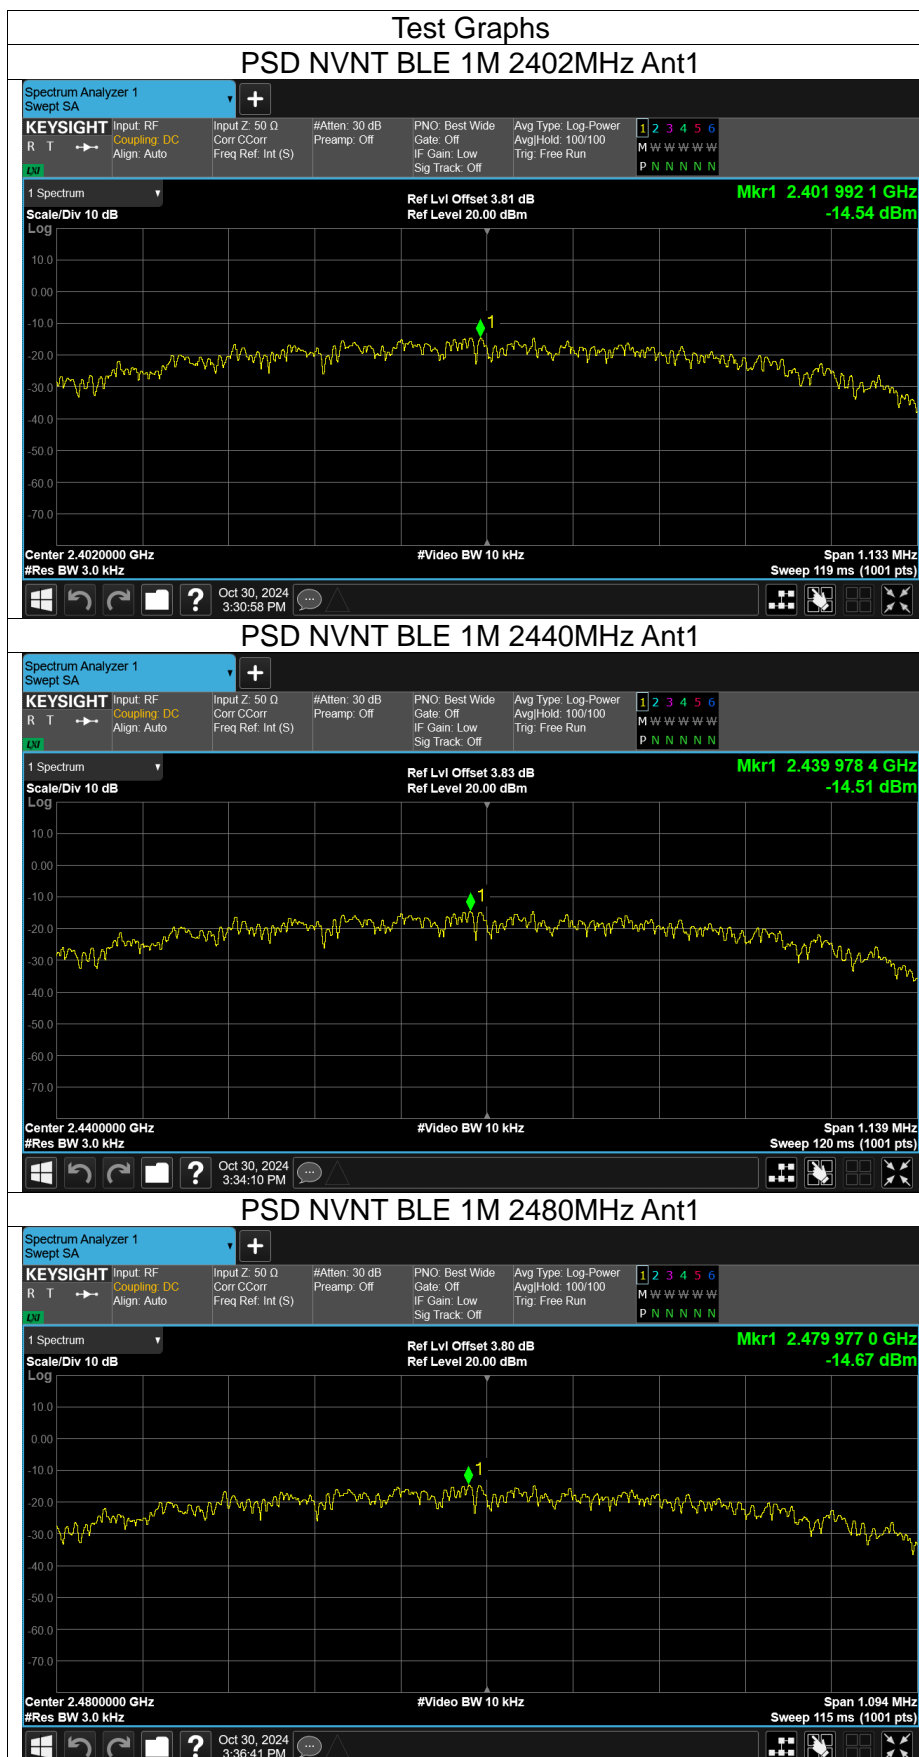 Test Graphs
PSD NVNT BLE 1M 2402MHz Ant1
Spectrum Analyzer 1
Swept SA
KEYSIGHT Input: RF Input Z: 50 Ω #Atten: 30 dB PNO: Best Wide Avg Type: Log-Power 1 2 3 4 5 6
R T Coupling: DC Corr CCorr Preamp: Off Gate: Off Avg|Hold: 100/100 M W W W W W
Align: Auto Freq Ref: Int (S) IF Gain: Low Trig: Free Run
LXI Sig Track: Off P N N N N N
1 Spectrum Ref Lvl Offset 3.81 dB Mkr1 2.401 992 1 GHz
Scale/Div 10 dB Ref Level 20.00 dBm -14.54 dBm
Log
10.0
0.00
1
-10.0
-20.0
-30.0
-40.0
-50.0
-60.0
-70.0
Center 2.4020000 GHz #Video BW 10 kHz Span 1.133 MHz
#Res BW 3.0 kHz Sweep 119 ms (1001 pts)
? Oct 30, 2024
3:30:58 PM
PSD NVNT BLE 1M 2440MHz Ant1
Spectrum Analyzer 1
Swept SA
KEYSIGHT Input: RF Input Z: 50 Ω #Atten: 30 dB PNO: Best Wide Avg Type: Log-Power 1 2 3 4 5 6
R T Coupling: DC Corr CCorr Preamp: Off Gate: Off Avg|Hold: 100/100 M W W W W W
Align: Auto Freq Ref: Int (S) IF Gain: Low Trig: Free Run
LXI Sig Track: Off P N N N N N
1 Spectrum Ref Lvl Offset 3.83 dB Mkr1 2.439 978 4 GHz
Scale/Div 10 dB Ref Level 20.00 dBm -14.51 dBm
Log
10.0
0.00
1
-10.0
-20.0
-30.0
-40.0
-50.0
-60.0
-70.0
Center 2.4400000 GHz #Video BW 10 kHz Span 1.139 MHz
#Res BW 3.0 kHz Sweep 120 ms (1001 pts)
? Oct 30, 2024
3:34:10 PM
PSD NVNT BLE 1M 2480MHz Ant1
Spectrum Analyzer 1
Swept SA
KEYSIGHT Input: RF Input Z: 50 Ω #Atten: 30 dB PNO: Best Wide Avg Type: Log-Power 1 2 3 4 5 6
R T Coupling: DC Corr CCorr Preamp: Off Gate: Off Avg|Hold: 100/100 M W W W W W
Align: Auto Freq Ref: Int (S) IF Gain: Low Trig: Free Run
LXI Sig Track: Off P N N N N N
1 Spectrum Ref Lvl Offset 3.80 dB Mkr1 2.479 977 0 GHz
Scale/Div 10 dB Ref Level 20.00 dBm -14.67 dBm
Log
10.0
0.00
1
-10.0
-20.0
-30.0
-40.0
-50.0
-60.0
-70.0
Center 2.4800000 GHz #Video BW 10 kHz Span 1.094 MHz
#Res BW 3.0 kHz Sweep 115 ms (1001 pts)
? Oct 30, 2024
3:36:41 PM